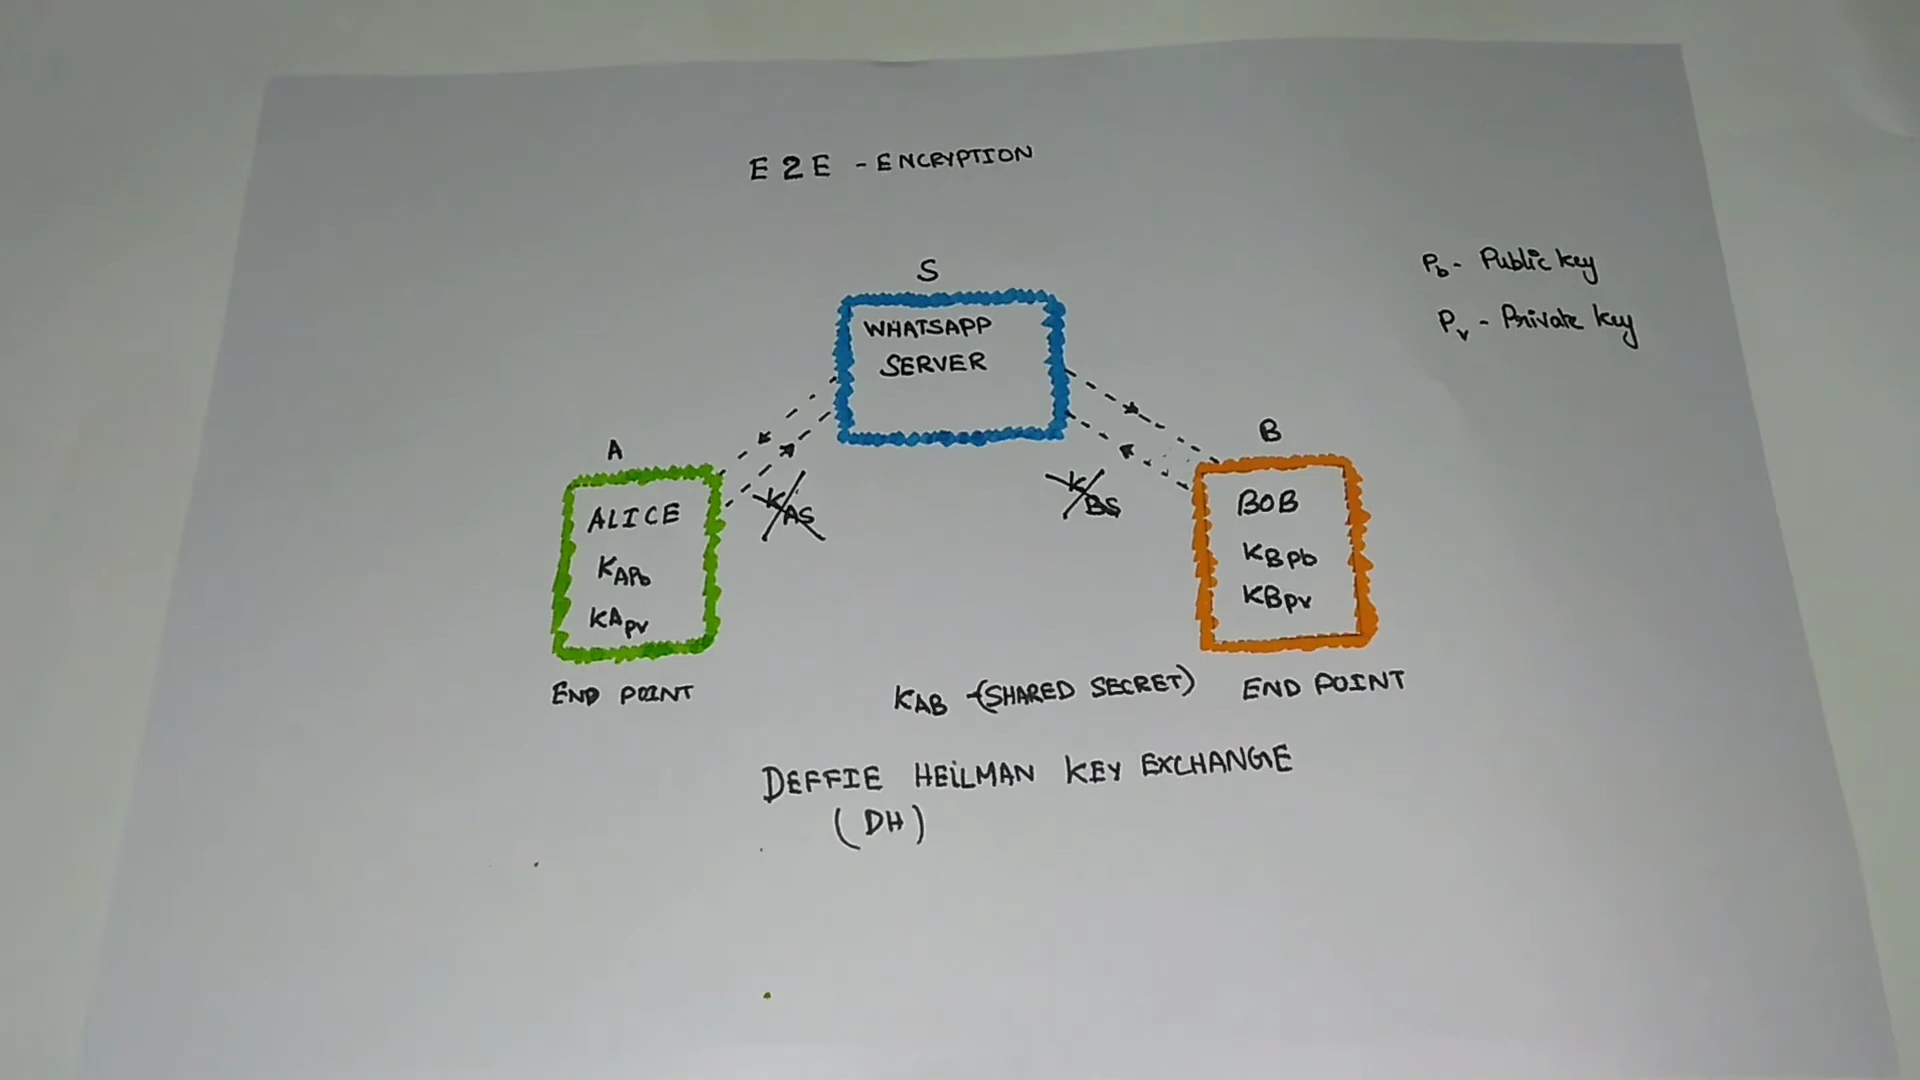 E2E - ENCRYPTION
Pb - Public key
Pv - Private key
S
WHATSAPP
SERVER
A
ALICE
KAPb
KApv
END POINT
KAS
KBS
B
BOB
KBpb
KBpv
END POINT
KAB - (SHARED SECRET)
DEFFIE HEILMAN KEY EXCHANGE
(DH)